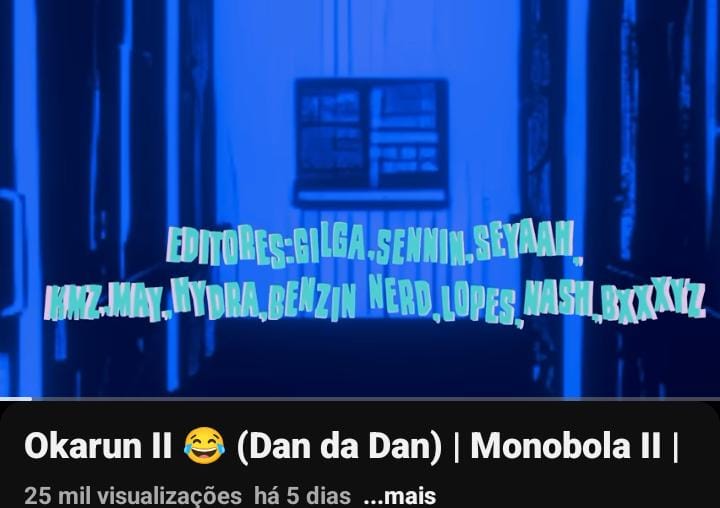 EDITORES:GILGA,SENNIN,SEYAAH,
KMZ,MAY,HYDRA,BENZIN NERD,LOPES,NASH,BXXXYZ
Okarun II 😂 (Dan da Dan) | Monobola II |
25 mil visualizações há 5 dias ...mais